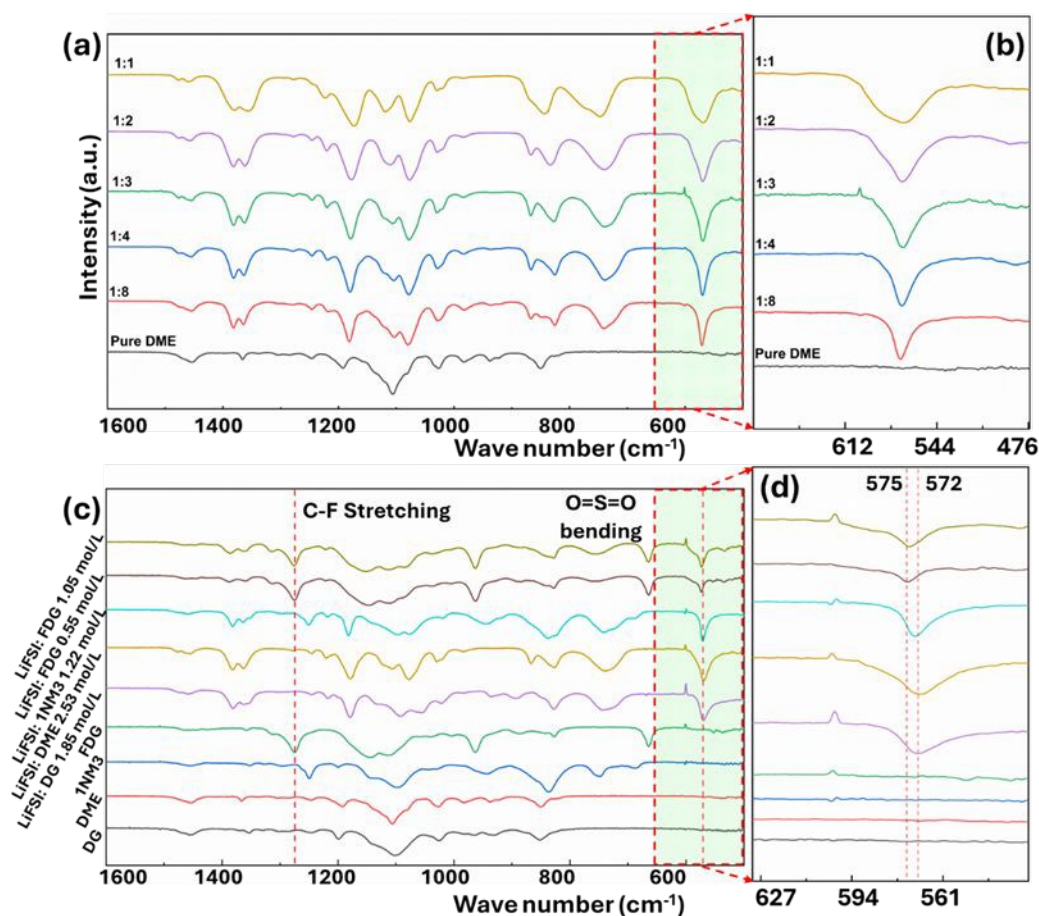 (a)
(b)
1:1
1:2
1:3
1:4
1:8
Pure DME
Intensity (a.u.)
1600 1400 1200 1000 800 600
Wave number (cm⁻¹)
1:1
1:2
1:3
1:4
1:8
Pure DME
612 544 476
(c)
C-F Stretching
O=S=O
bending
(d)
575 572
LiFSI: FDG 1.05 mol/L
LiFSI: FDG 0.55 mol/L
LiFSI: 1NM3 1.22 mol/L
LiFSI: DME 2.53 mol/L
LiFSI: DG 1.85 mol/L
FDG
1NM3
DME
DG
1600 1400 1200 1000 800 600
Wave number (cm⁻¹)
627 594 561